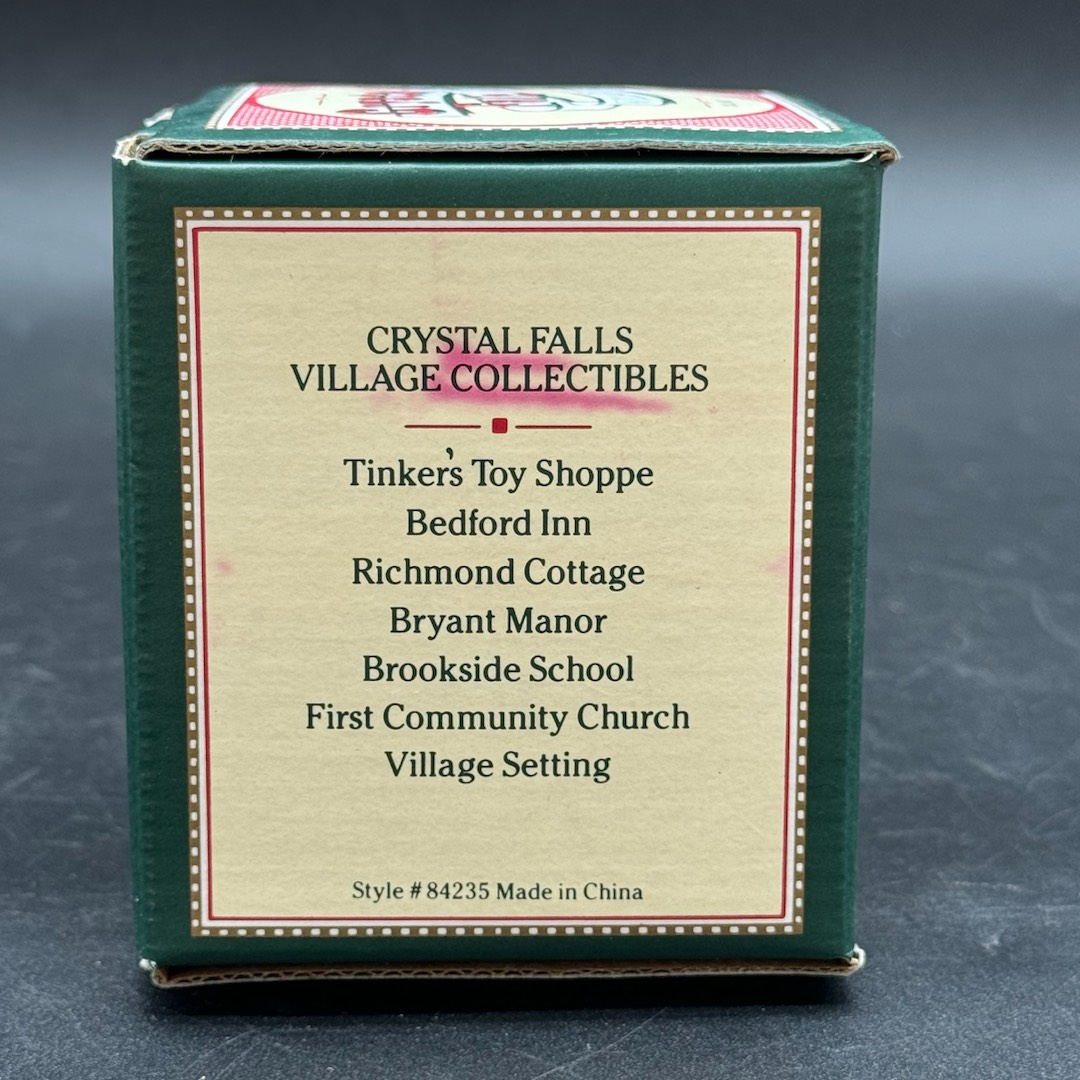 CRYSTAL FALLS
VILLAGE COLLECTIBLES
Tinker's Toy Shoppe
Bedford Inn
Richmond Cottage
Bryant Manor
Brookside School
First Community Church
Village Setting
Style # 84235 Made in China